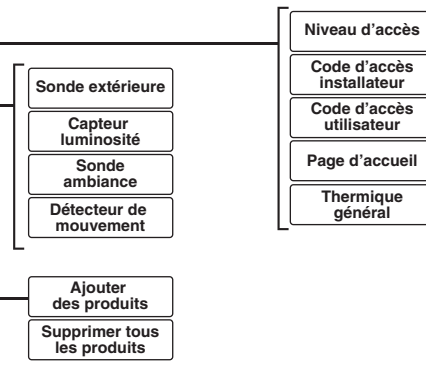 Niveau d'accès
Code d'accès
installateur
Code d'accès
utilisateur
Page d'accueil
Thermique
général
Sonde extérieure
Capteur
luminosité
Sonde
ambiance
Détecteur de
mouvement
Ajouter
des produits
Supprimer tous
les produits